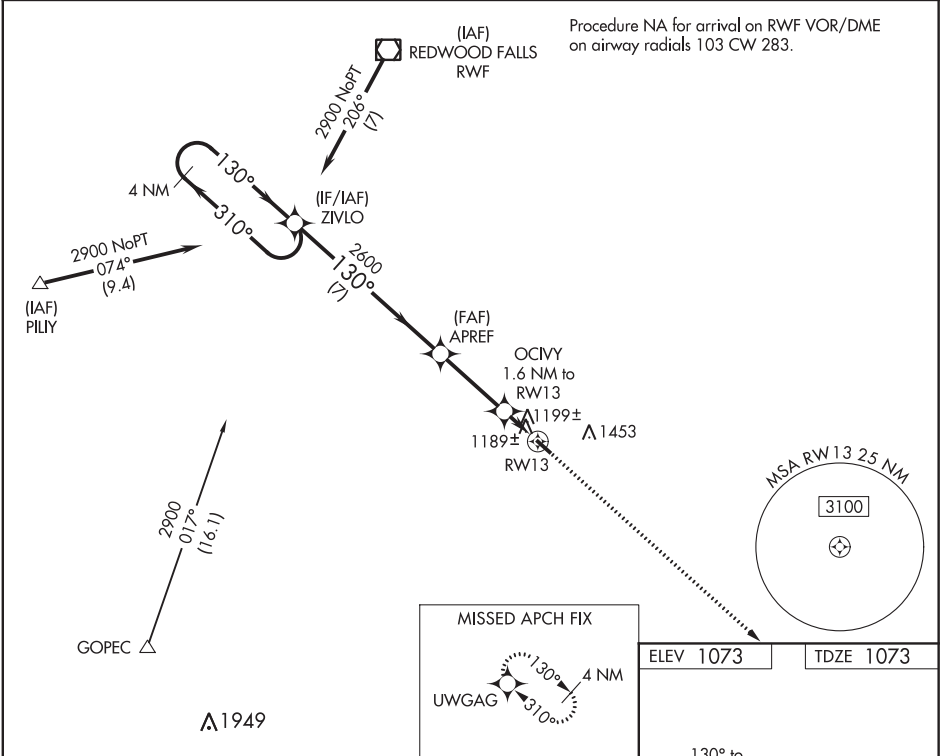 Procedure NA for arrival on RWF VOR/DME
on airway radials 103 CW 283.
(IAF)
REDWOOD FALLS
RWF
2900 NoPT
206°
(7)
130°
4 NM
310°
(IF/IAF)
ZIVLO
2900 NoPT
074°
(9.4)
(IAF)
PILIY
2600
130°
(7)
(FAF)
APREF
OCIVY
1.6 NM to
RW13
1199±
1189±
1453
RW13
MSA RW13 25 NM
3100
2900
017°
(16.1)
GOPEC
1949
MISSED APCH FIX
130°
4 NM
UWGAG
310°
ELEV 1073
TDZE 1073
130° to